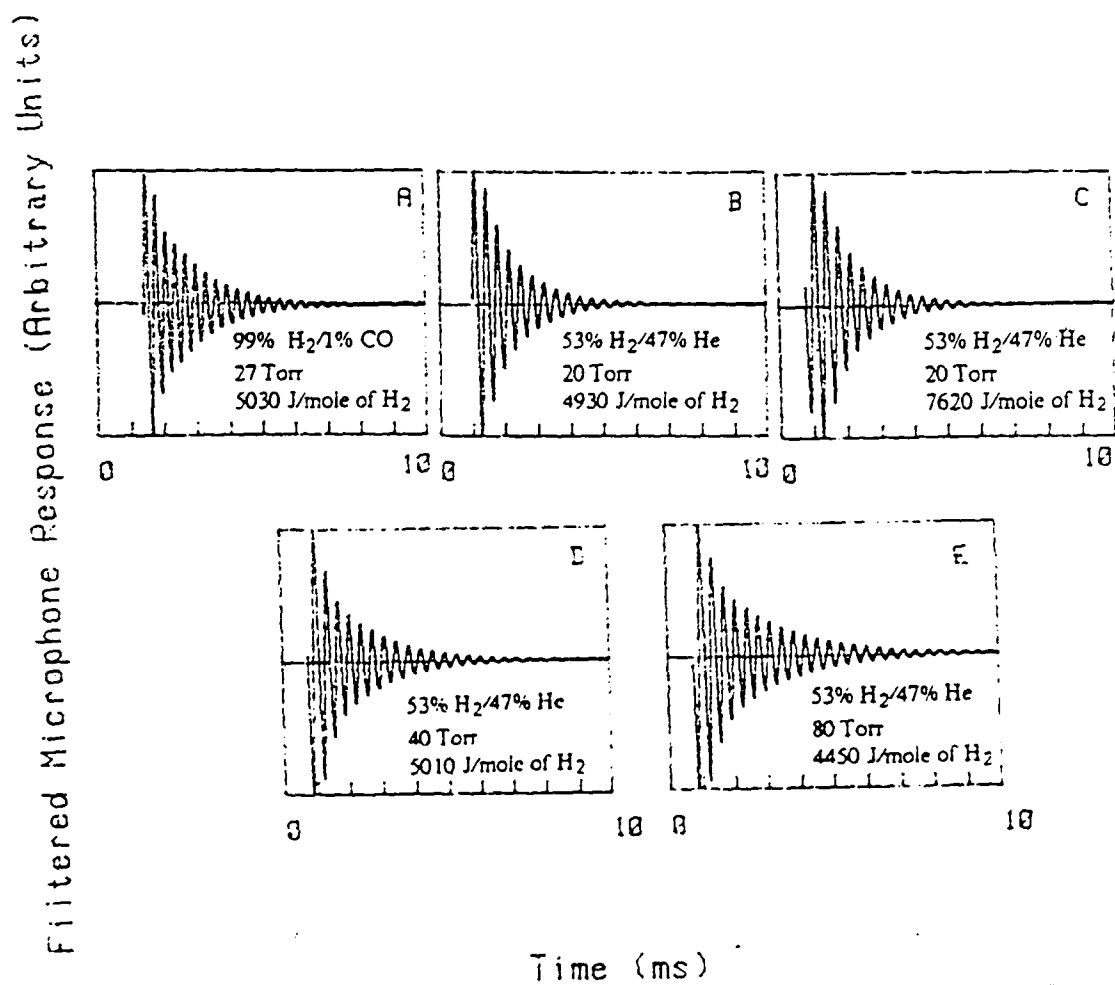 Filtered Microphone Response (Arbitrary Units)
A
99% H2/1% CO
27 Torr
5030 J/mole of H2
0
10
B
53% H2/47% He
20 Torr
4930 J/mole of H2
0
10
C
53% H2/47% He
20 Torr
7620 J/mole of H2
0
10
D
53% H2/47% He
40 Torr
5010 J/mole of H2
0
10
E
53% H2/47% He
80 Torr
4450 J/mole of H2
0
10
Time (ms)